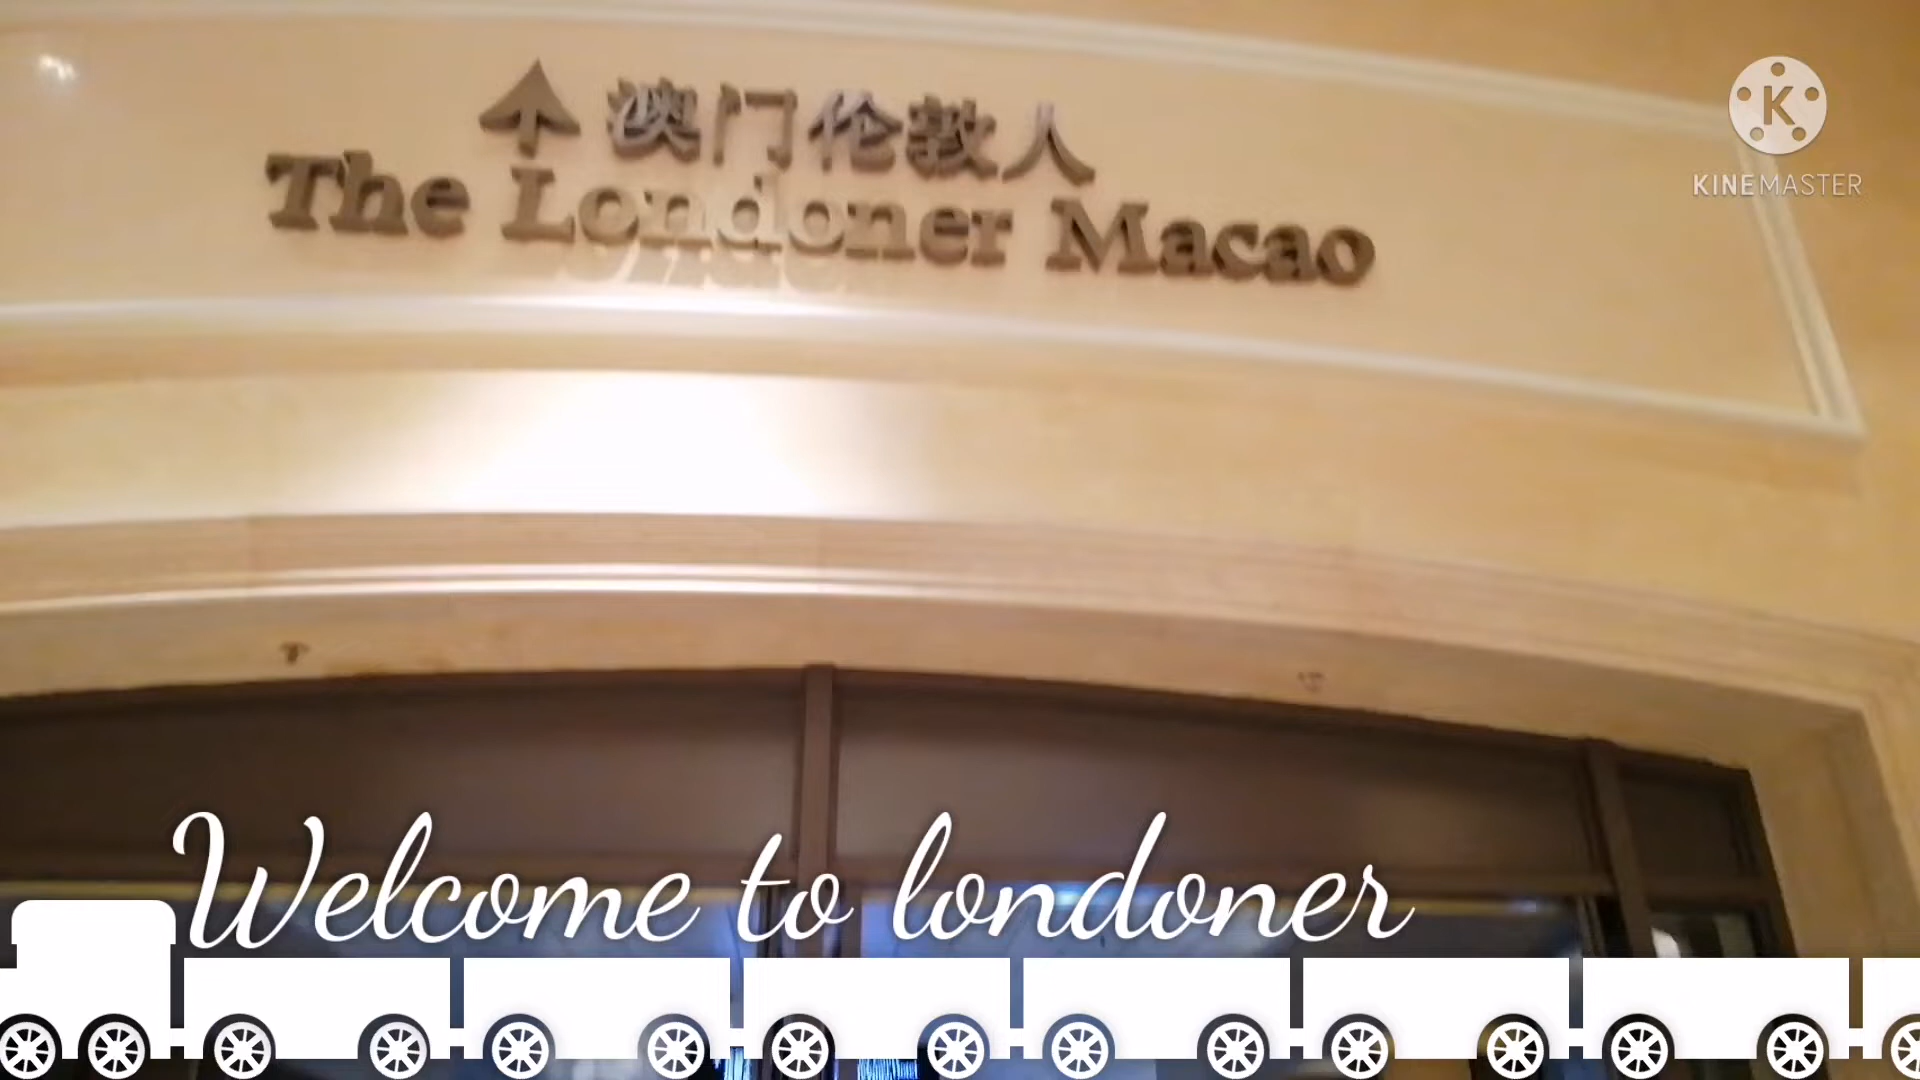 澳门伦敦人
The Londoner Macao
K
KINEMASTER
Welcome to londoner